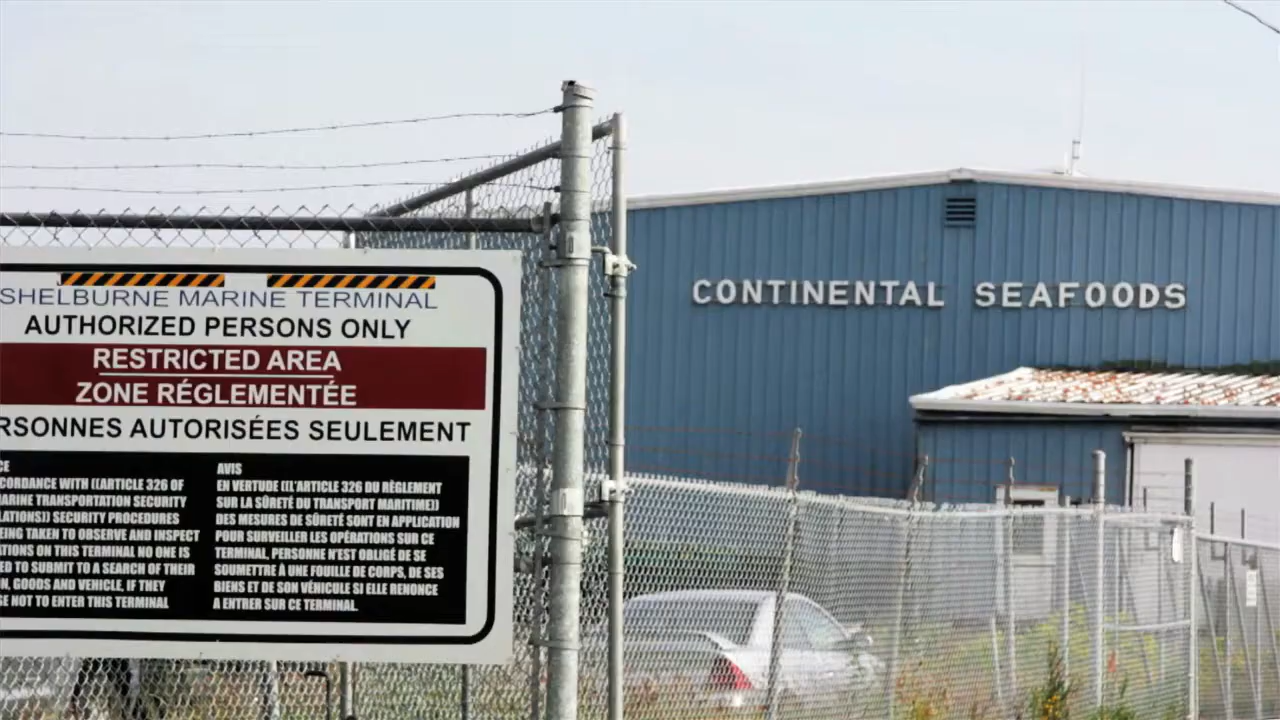 SHELBURNE MARINE TERMINAL
AUTHORIZED PERSONS ONLY
RESTRICTED AREA
ZONE RÉGLEMENTÉE
RSONNES AUTORISÉES SEULEMENT
CE
CORDANCE WITH ((ARTICLE 326 OF
MARINE TRANSPORTATION SECURITY
LATIONS)) SECURITY PROCEDURES
EING TAKEN TO OBSERVE AND INSPECT
TIONS ON THIS TERMINAL NO ONE IS
ED TO SUBMIT TO A SEARCH OF THEIR
N, GOODS AND VEHICLE, IF THEY
SE NOT TO ENTER THIS TERMINAL
AVIS
EN VERTUDE ((L'ARTICLE 326 DU RÈGLEMENT
SUR LA SÛRETÉ DU TRANSPORT MARITIME))
DES MESURES DE SÛRETÉ SONT EN APPLICATION
POUR SURVEILLER LES OPÉRATIONS SUR CE
TERMINAL, PERSONNE N'EST OBLIGÉ DE SE
SOUMETTRE À UNE FOUILLE DE CORPS, DE SES
BIENS ET DE SON VÉHICULE SI ELLE RENONCE
A ENTRER SUR CE TERMINAL.
CONTINENTAL SEAFOODS